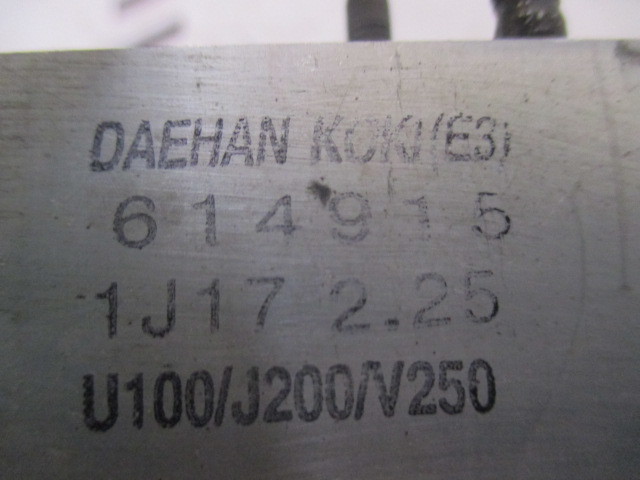 DAEHAN KOKI(E3)
614915
1J17 2.25
U100/J200/V250